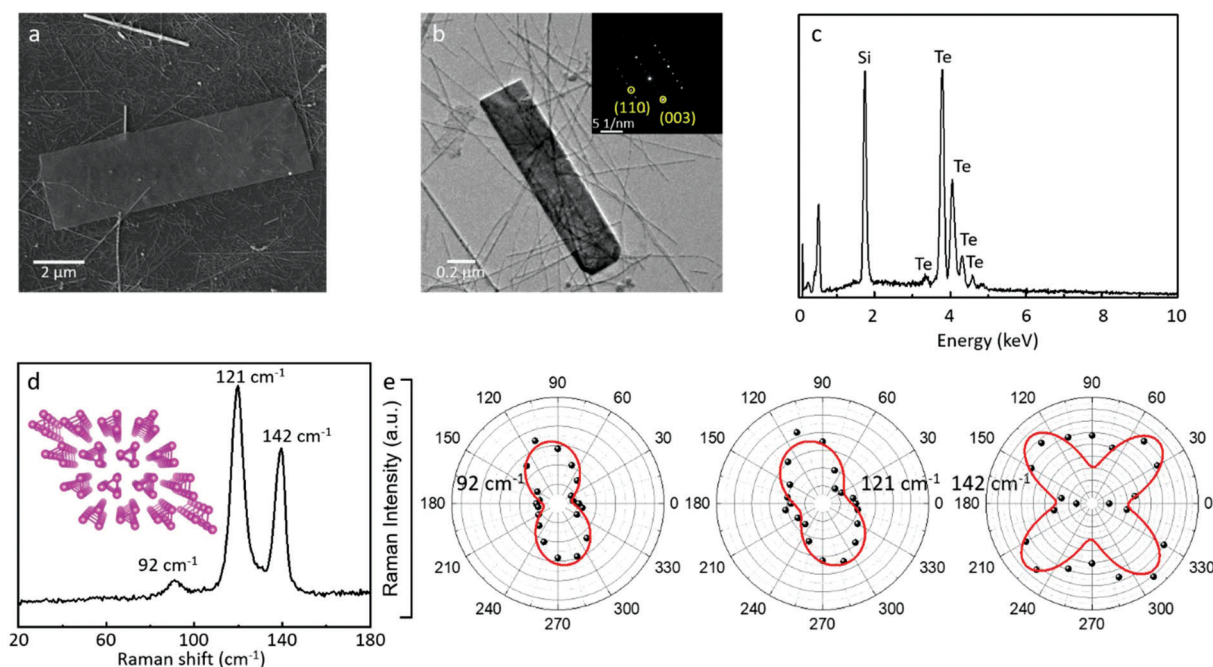 a
2 μm
b
(110)
(003)
5 1/nm
0.2 μm
c
Si
Te
Te
Te
Te
Te
0
2
4
6
8
10
Energy (keV)
d
121 cm⁻¹
142 cm⁻¹
92 cm⁻¹
20
60
100
140
180
Raman shift (cm⁻¹)
e
Raman Intensity (a.u.)
90
120
60
150
30
92 cm⁻¹
180
0
210
330
240
300
270
90
120
60
150
30
121 cm⁻¹
180
0
210
330
240
300
270
90
120
60
150
30
142 cm⁻¹
180
0
210
330
240
300
270